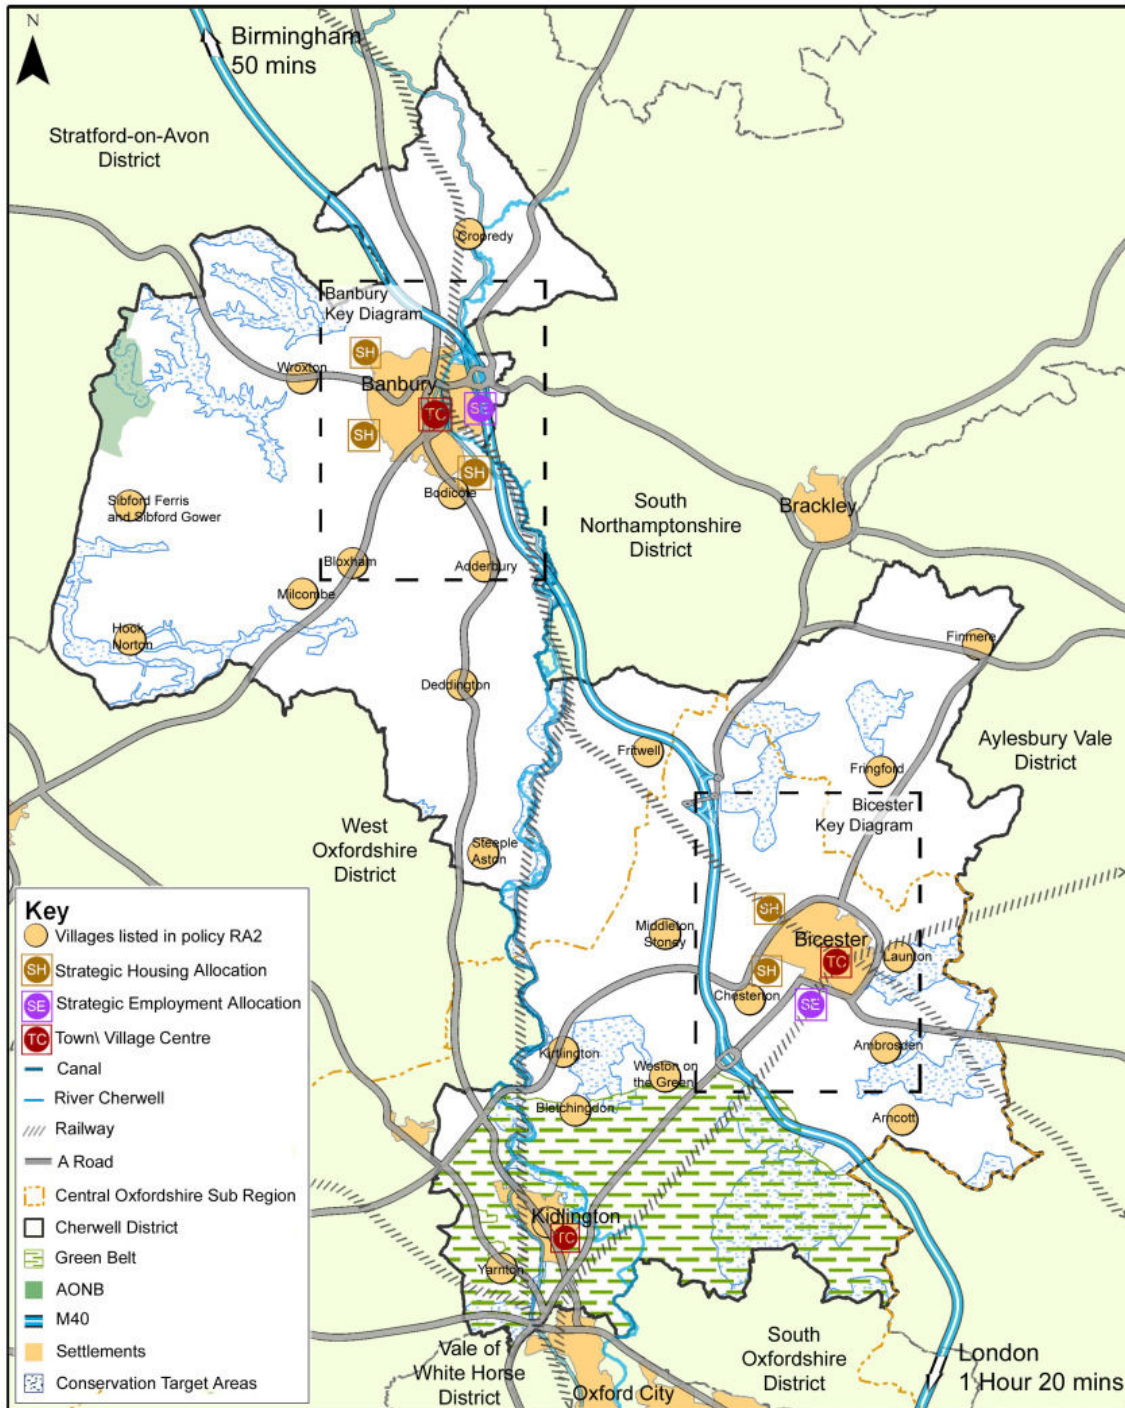 N
Birmingham
50 mins
Stratford-on-Avon
District
Cropredy
Banbury
Key Diagram
SH
Wroxton
Banbury
TC
SE
SH
SH
Bodicote
Sibford Ferris
and Sibford Gower
South
Northamptonshire
District
Brackley
Bloxham
Adderbury
Milcombe
Hook
Norton
Finmere
Deddington
Fritwell
Aylesbury Vale
District
Fringford
Bicester
Key Diagram
West
Oxfordshire
District
Steeple
Aston
SH
Middleton
Stoney
Bicester
TC
Launton
SH
Chesterton
SE
Kirtlington
Ambrosden
Weston on
the Green
Bletchingdon
Arncott
Kidlington
TC
Yarnton
Vale of
White Horse
District
Oxford City
South
Oxfordshire
District
London
1 Hour 20 mins
Key
Villages listed in policy RA2
SH Strategic Housing Allocation
SE Strategic Employment Allocation
TC Town\ Village Centre
Canal
River Cherwell
Railway
A Road
Central Oxfordshire Sub Region
Cherwell District
Green Belt
AONB
M40
Settlements
Conservation Target Areas